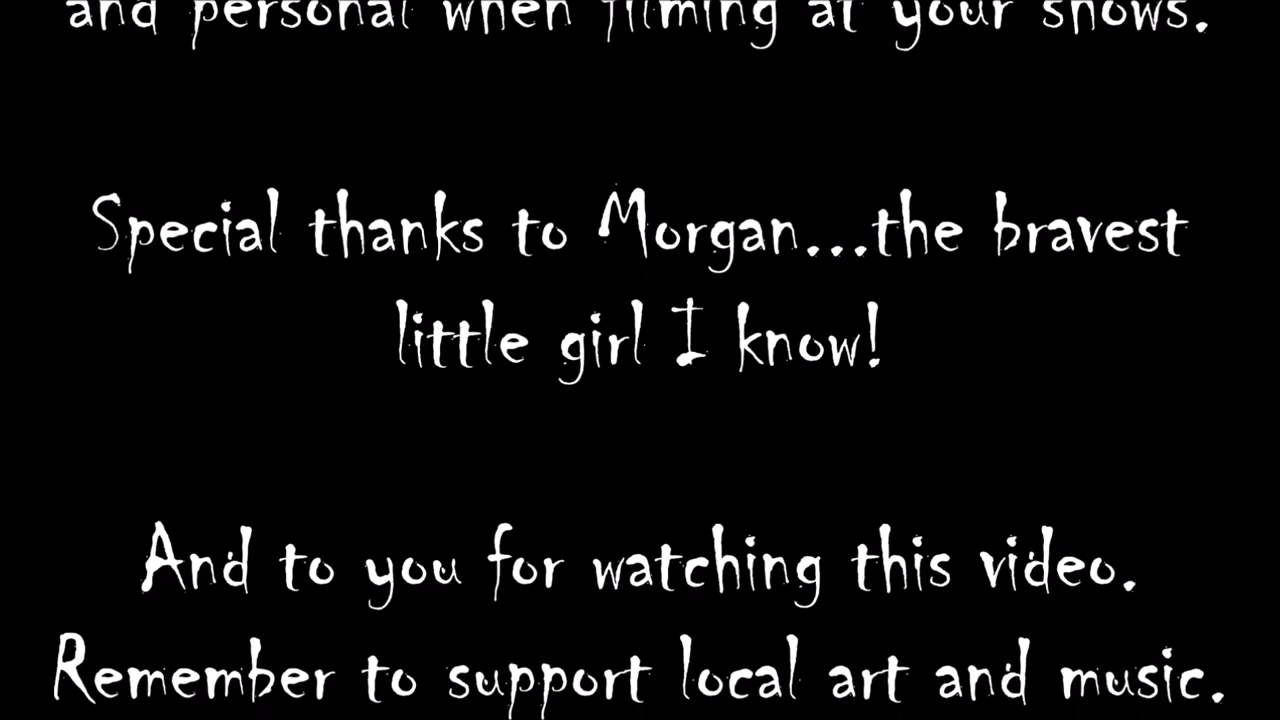 and personal when filming at your shows.
Special thanks to Morgan...the bravest
little girl I know!
And to you for watching this video.
Remember to support local art and music.